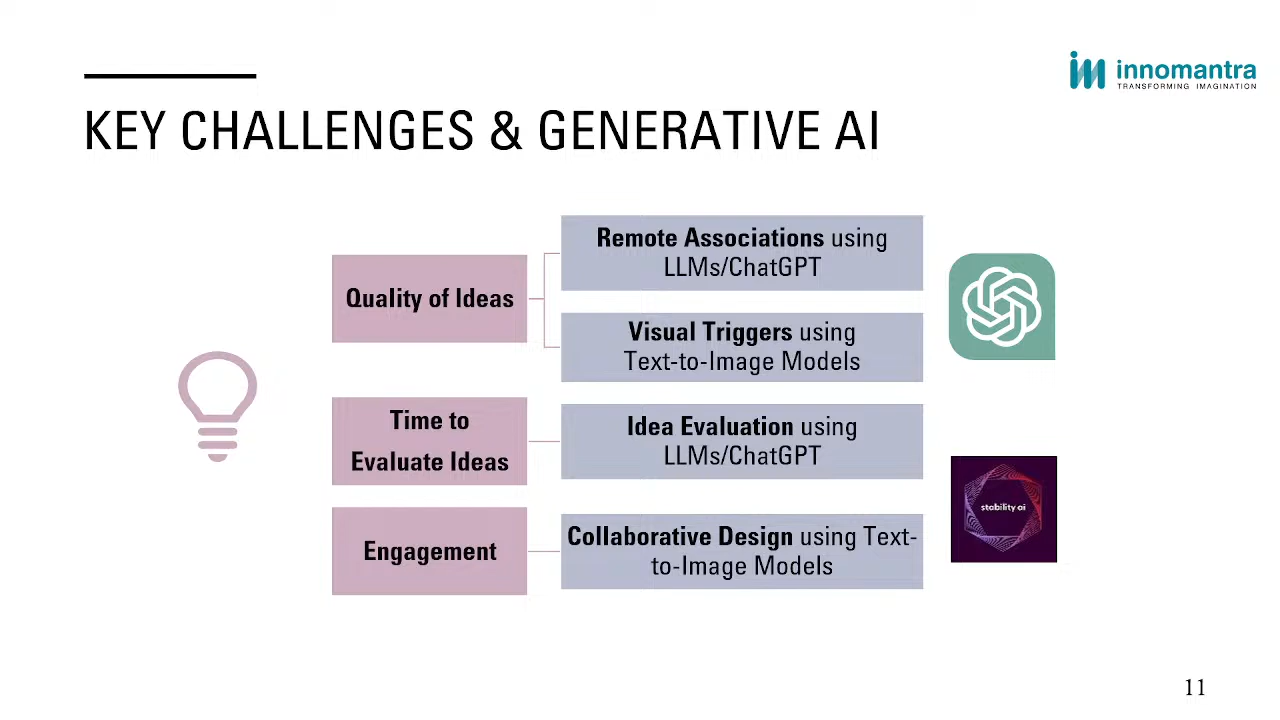 innomantra
TRANSFORMING IMAGINATION
KEY CHALLENGES & GENERATIVE AI
Quality of Ideas
Remote Associations using
LLMs/ChatGPT
Visual Triggers using
Text-to-Image Models
Time to
Evaluate Ideas
Idea Evaluation using
LLMs/ChatGPT
Engagement
Collaborative Design using Text-
to-Image Models
stability ai
11